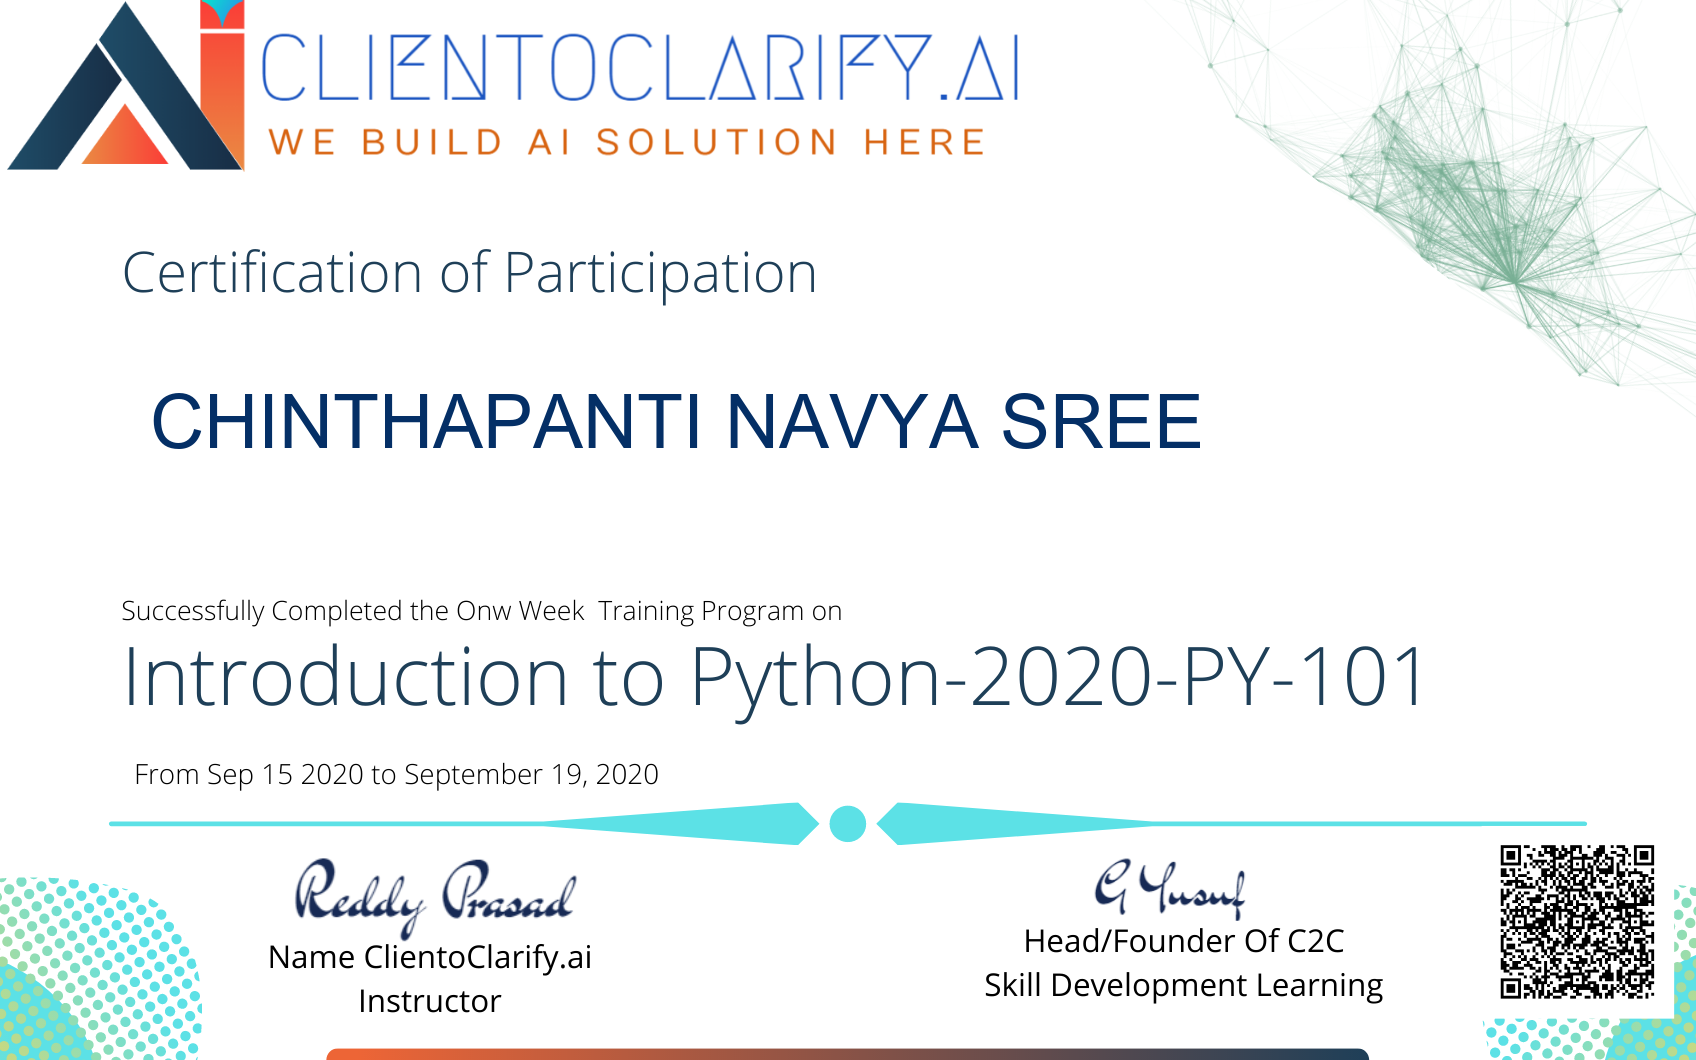 CLIENTOCLARIFY.AI
WE BUILD AI SOLUTION HERE
Certification of Participation
CHINTHAPANTI NAVYA SREE
Successfully Completed the Onw Week  Training Program on
Introduction to Python-2020-PY-101
From Sep 15 2020 to September 19, 2020
Reddy Prasad
Name ClientoClarify.ai
Instructor
G Yusuf
Head/Founder Of C2C
Skill Development Learning